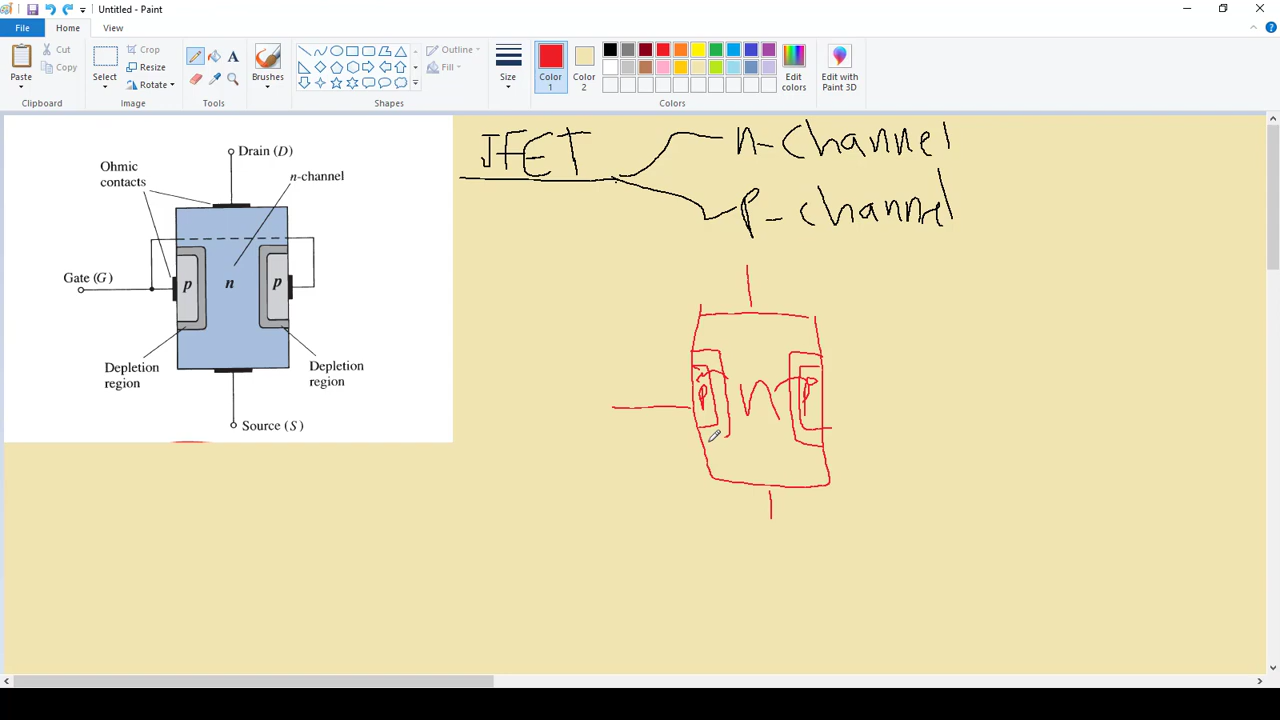 Untitled - Paint
File
Home
View
Paste
Cut
Copy
Clipboard
Select
Crop
Resize
Rotate
Image
A
Tools
Brushes
Outline
Fill
Shapes
Size
Color 1
Color 2
Edit colors
Edit with Paint 3D
Colors
Drain (D)
Ohmic contacts
n-channel
Gate (G)
p
n
p
Depletion region
Depletion region
Source (S)
JFET
n-channel
p-channel
p
n
p